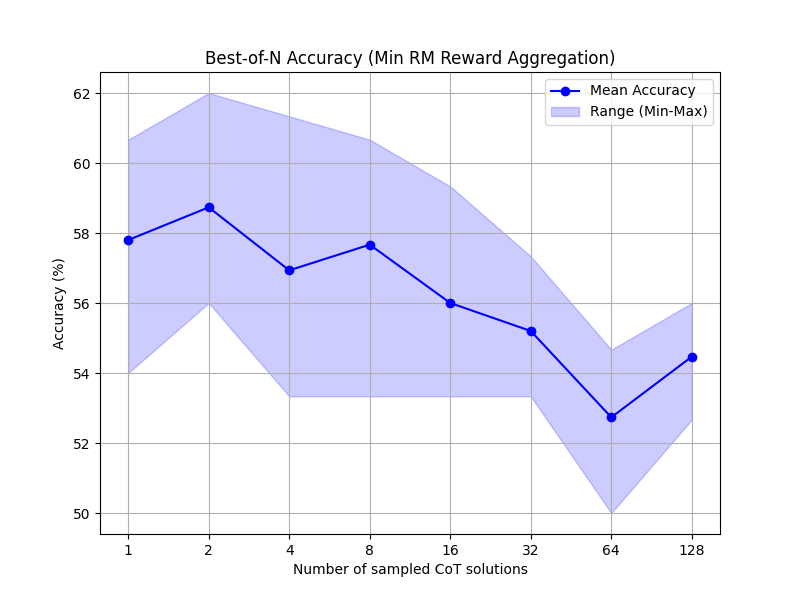 Best-of-N Accuracy (Min RM Reward Aggregation)
Mean Accuracy
Range (Min-Max)
Accuracy (%)
62
60
58
56
54
52
50
1 2 4 8 16 32 64 128
Number of sampled CoT solutions